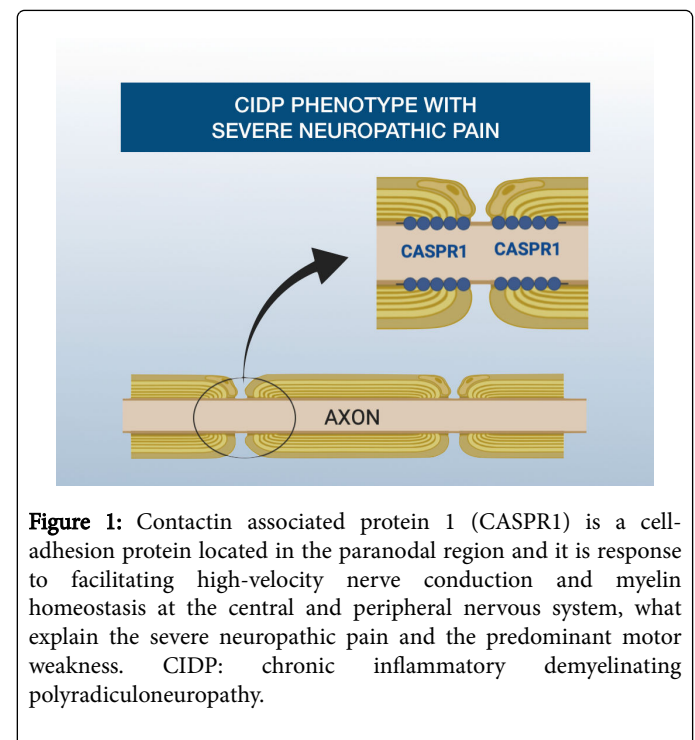 CIDP PHENOTYPE WITH
SEVERE NEUROPATHIC PAIN
CASPR1 CASPR1
AXON
Figure 1: Contactin associated protein 1 (CASPR1) is a cell-
adhesion protein located in the paranodal region and it is response
to facilitating high-velocity nerve conduction and myelin
homeostasis at the central and peripheral nervous system, what
explain the severe neuropathic pain and the predominant motor
weakness. CIDP: chronic inflammatory demyelinating
polyradiculoneuropathy.